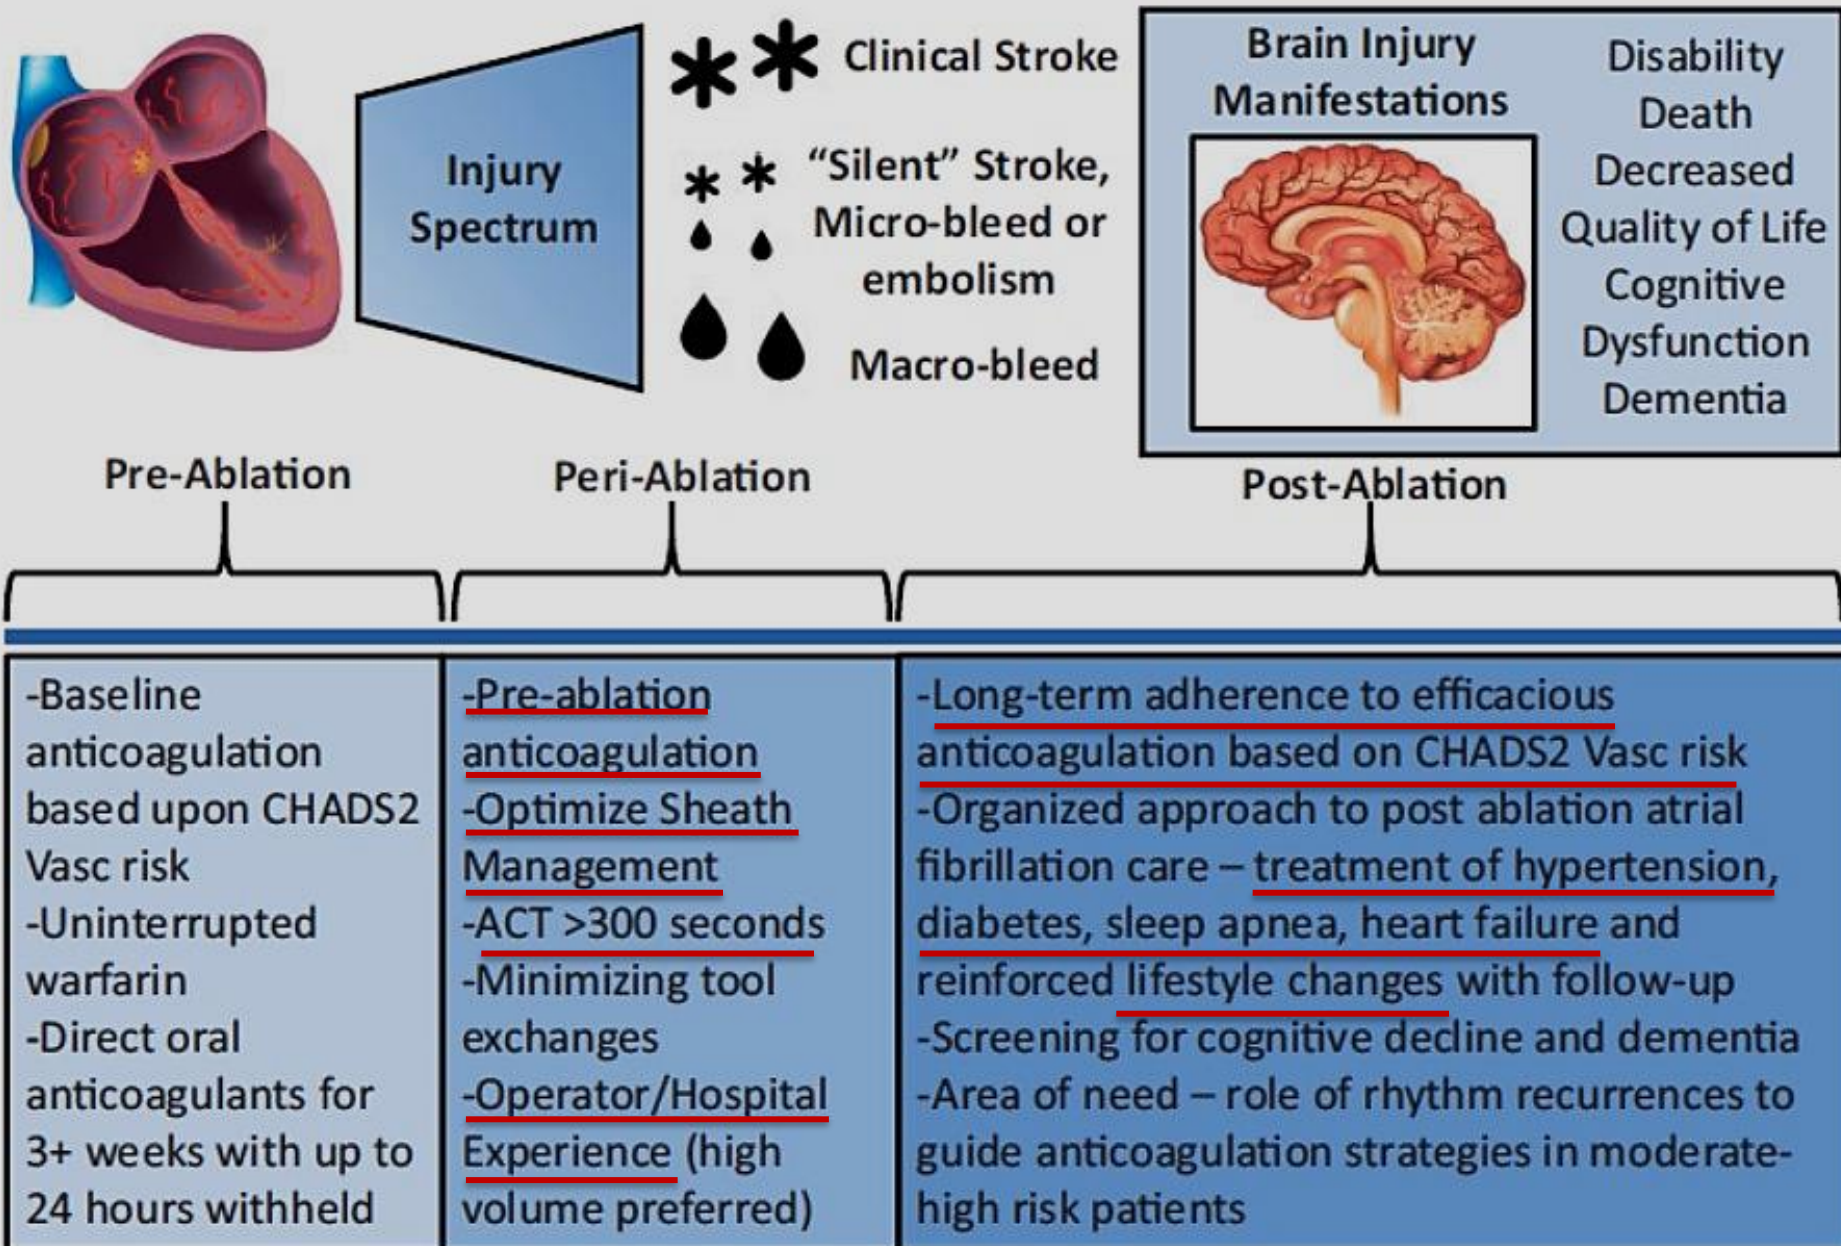 Injury
Spectrum
Clinical Stroke
“Silent” Stroke,
Micro-bleed or
embolism
Macro-bleed
Brain Injury
Manifestations
Disability
Death
Decreased
Quality of Life
Cognitive
Dysfunction
Dementia
Pre-Ablation
Peri-Ablation
Post-Ablation
-Baseline
anticoagulation
based upon CHADS2
Vasc risk
-Uninterrupted
warfarin
-Direct oral
anticoagulants for
3+ weeks with up to
24 hours withheld
-Pre-ablation
anticoagulation
-Optimize Sheath
Management
-ACT >300 seconds
-Minimizing tool
exchanges
-Operator/Hospital
Experience (high
volume preferred)
-Long-term adherence to efficacious
anticoagulation based on CHADS2 Vasc risk
-Organized approach to post ablation atrial
fibrillation care – treatment of hypertension,
diabetes, sleep apnea, heart failure and
reinforced lifestyle changes with follow-up
-Screening for cognitive decline and dementia
-Area of need – role of rhythm recurrences to
guide anticoagulation strategies in moderate-
high risk patients